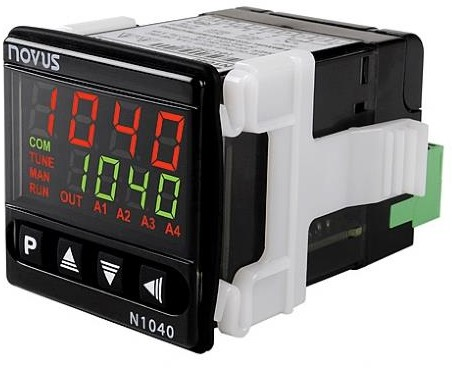 NOVUS
1040
COM
TUNE
MAN
RUN
1040
OUT A1 A2 A3 A4
P
N1040